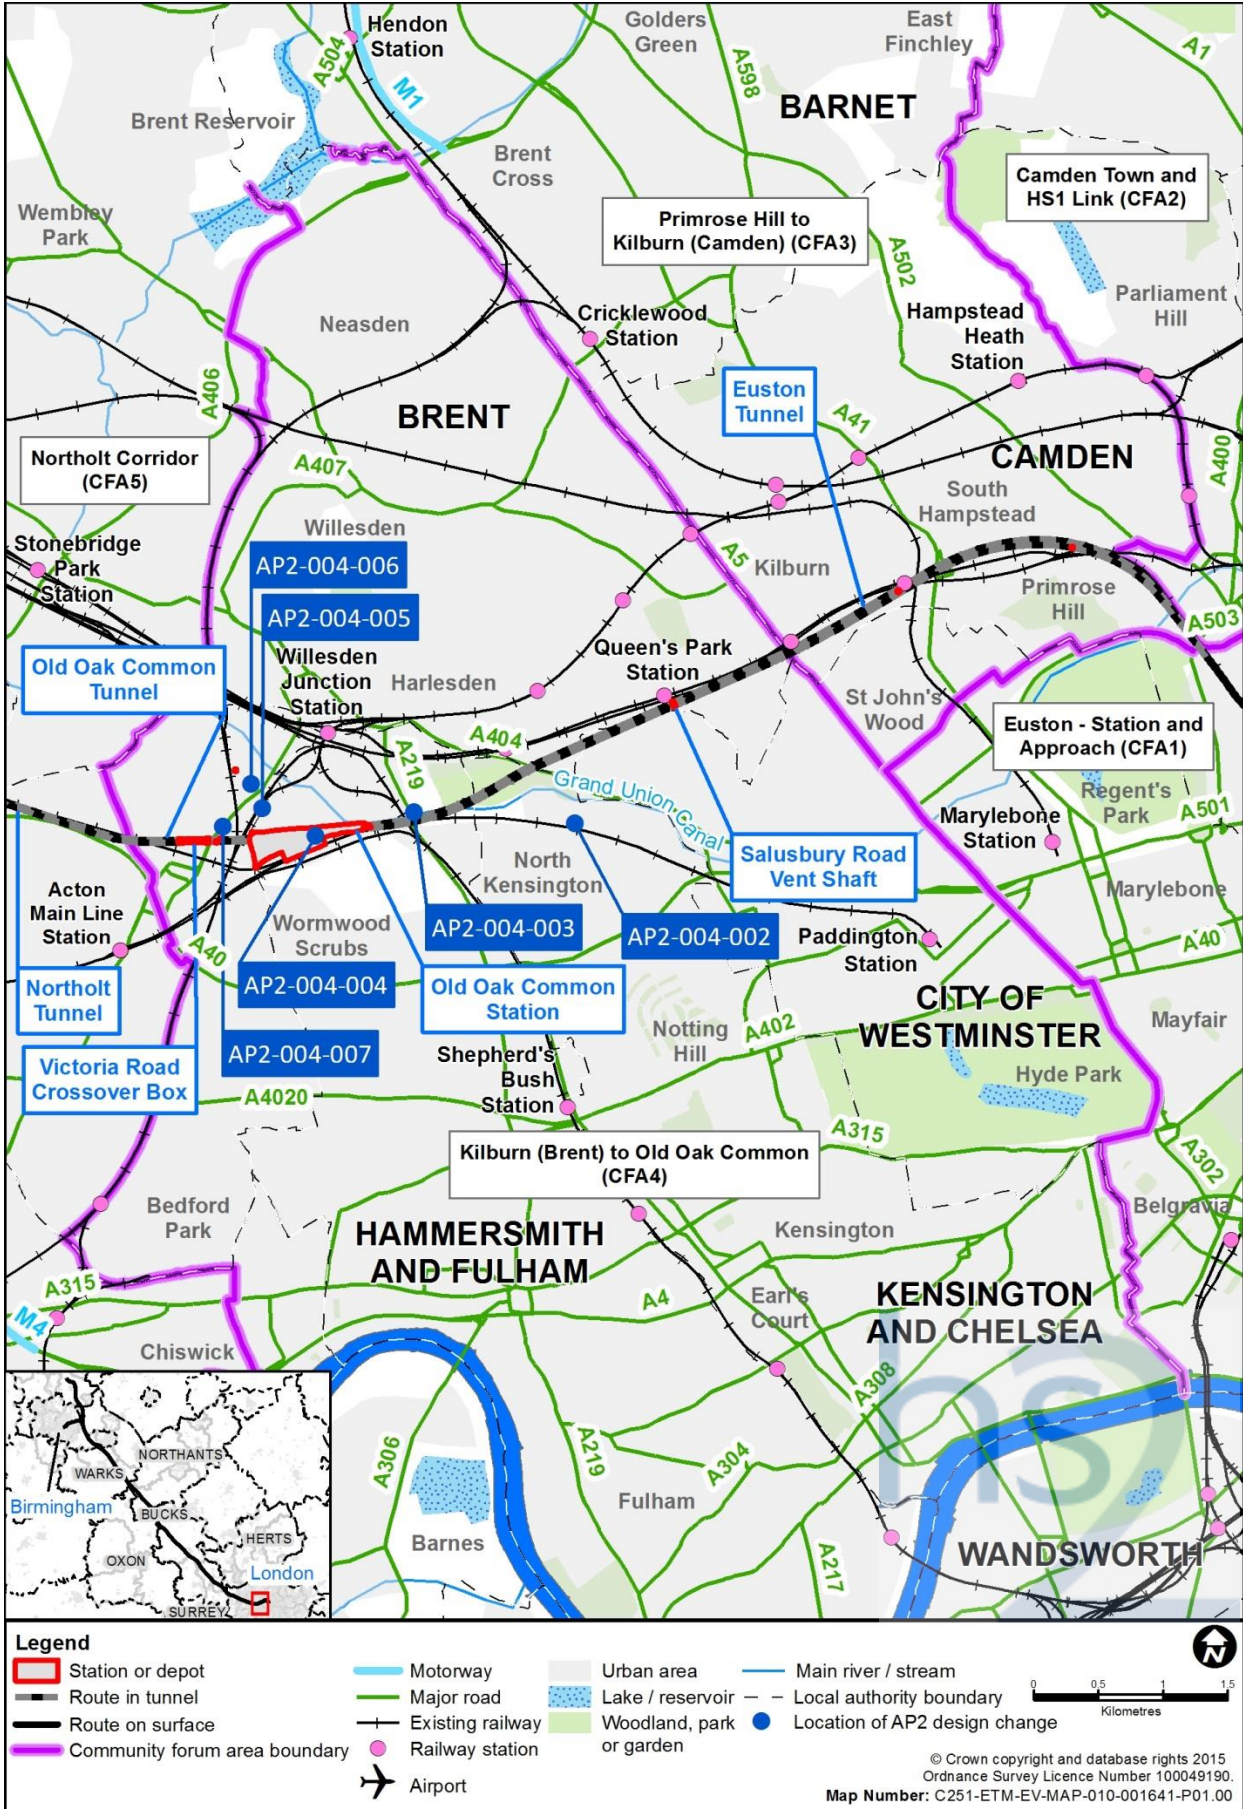 Hendon
Station
Golders
Green
East
Finchley
A1
A504
M1
A598
BARNET
Brent Reservoir
Brent
Cross
Camden Town and
HS1 Link (CFA2)
Wembley
Park
Primrose Hill to
Kilburn (Camden) (CFA3)
A502
Parliament
Hill
Neasden
Cricklewood
Station
Hampstead
Heath
Station
A406
Euston
Tunnel
BRENT
A41
A400
Northolt Corridor
(CFA5)
A407
CAMDEN
South
Hampstead
Willesden
Stonebridge
Park
Station
AP2-004-006
A5
Kilburn
Primrose
Hill
AP2-004-005
A503
Old Oak Common
Tunnel
Willesden
Junction
Station
Harlesden
Queen's Park
Station
St John's
Wood
Euston - Station and
Approach (CFA1)
A404
A219
Grand Union Canal
Regent's
Park
A501
Marylebone
Station
North
Kensington
Salusbury Road
Vent Shaft
Marylebone
Acton
Main Line
Station
Wormwood
Scrubs
AP2-004-003
AP2-004-002
Paddington
Station
A40
A40
AP2-004-004
Old Oak Common
Station
Northolt
Tunnel
CITY OF
WESTMINSTER
Mayfair
Notting
Hill
A402
AP2-004-007
Victoria Road
Crossover Box
Shepherd's
Bush
Station
Hyde Park
A4020
A315
Kilburn (Brent) to Old Oak Common
(CFA4)
A302
Bedford
Park
Belgravia
HAMMERSMITH
AND FULHAM
Kensington
A315
A4
Earl's
Court
KENSINGTON
AND CHELSEA
M4
Chiswick
A308
hs2
A306
A219
A304
NORTHANTS
WARKS
Birmingham
BUCKS
HERTS
OXON
London
SURREY
Fulham
Barnes
A217
WANDSWORTH
Legend
Station or depot
Route in tunnel
Route on surface
Community forum area boundary
Motorway
Major road
Existing railway
Railway station
Airport
Urban area
Lake / reservoir
Woodland, park
or garden
Main river / stream
Local authority boundary
Location of AP2 design change
N
0 0.5 1 1.5
Kilometres
© Crown copyright and database rights 2015
Ordnance Survey Licence Number 100049190.
Map Number: C251-ETM-EV-MAP-010-001641-P01.00